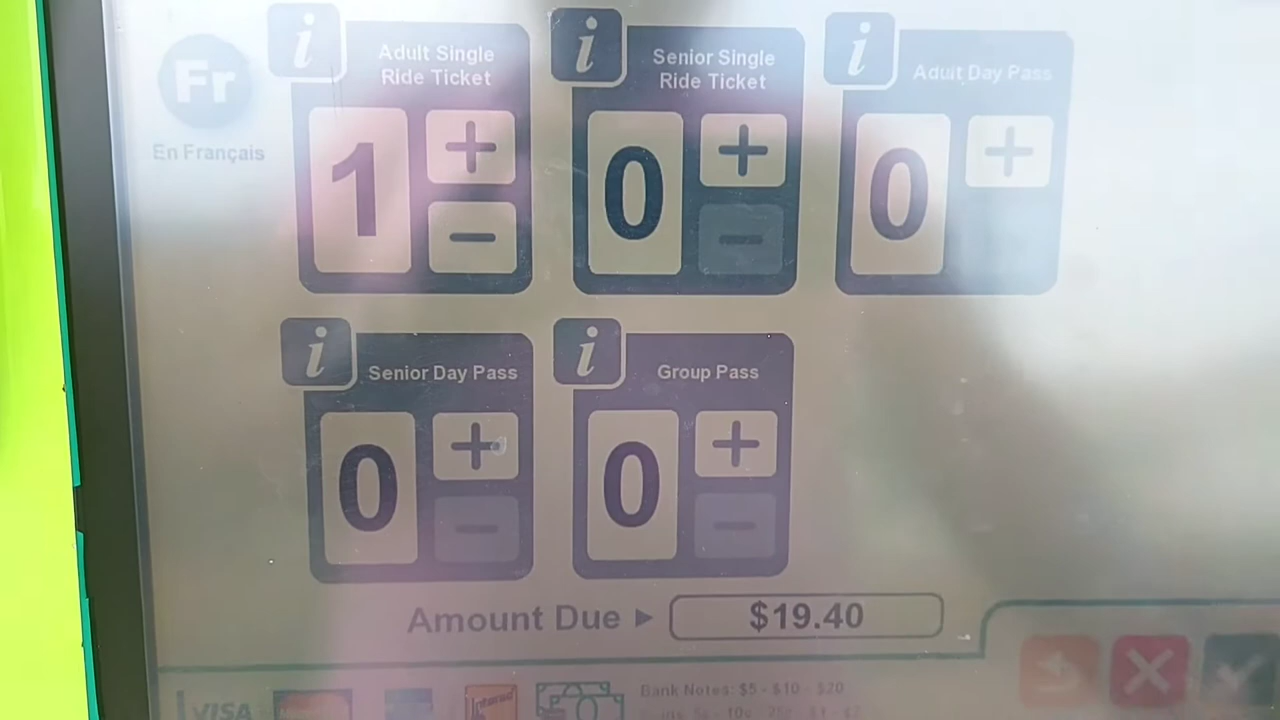 Fr
En Français
i
Adult Single
Ride Ticket
1
+
-
i
Senior Single
Ride Ticket
0
+
-
i
Adult Day Pass
0
+
i
Senior Day Pass
0
+
-
i
Group Pass
0
+
-
Amount Due ► $19.40
VISA
Interac
Bank Notes: $5 - $10 - $20